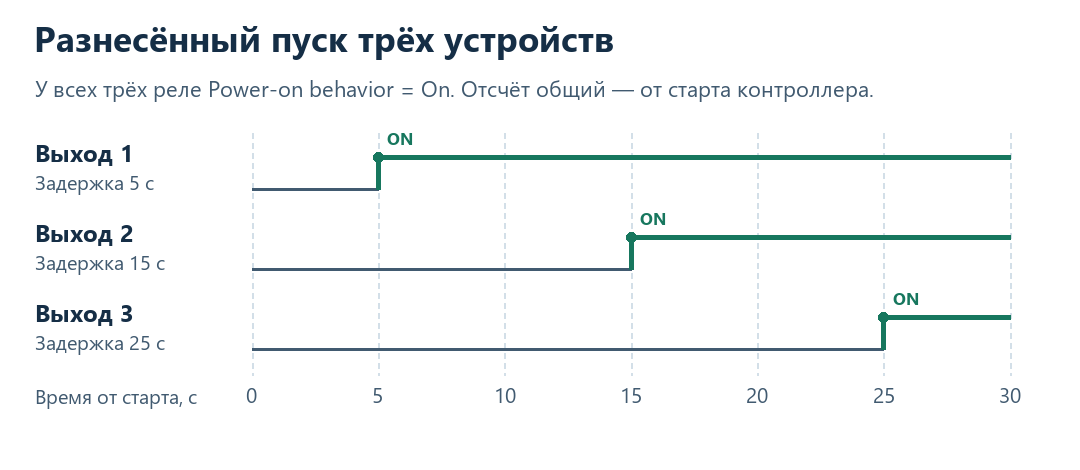 Разнесённый пуск трёх устройств
У всех трёх реле Power-on behavior = On. Отсчёт общий — от старта контроллера.
ON
Выход 1
Задержка 5 с
ON
Выход 2
Задержка 15 с
ON
Выход 3
Задержка 25 с
Время от старта, с 0 5 10 15 20 25 30